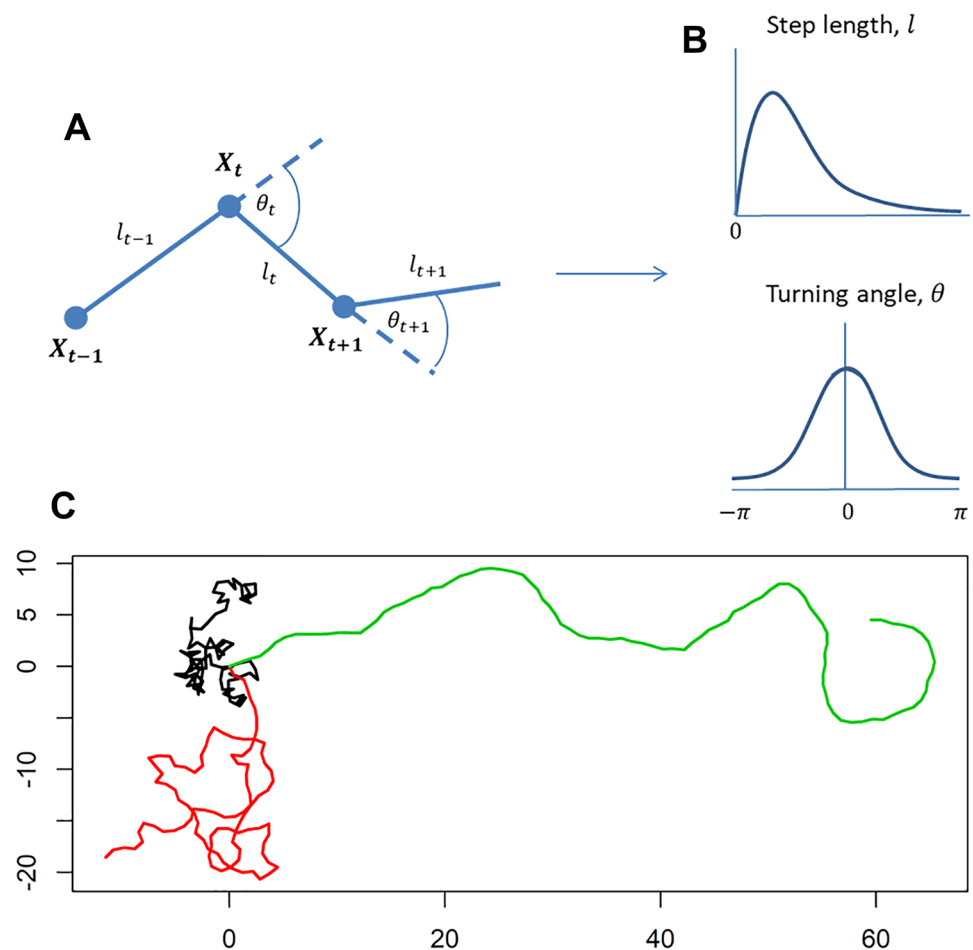 A
X_t
θ_t
l_{t−1}
l_t
l_{t+1}
θ_{t+1}
X_{t−1}
X_{t+1}
B
Step length, l
0
Turning angle, θ
−π 0 π
C
10
5
0
-10
-20
0 20 40 60